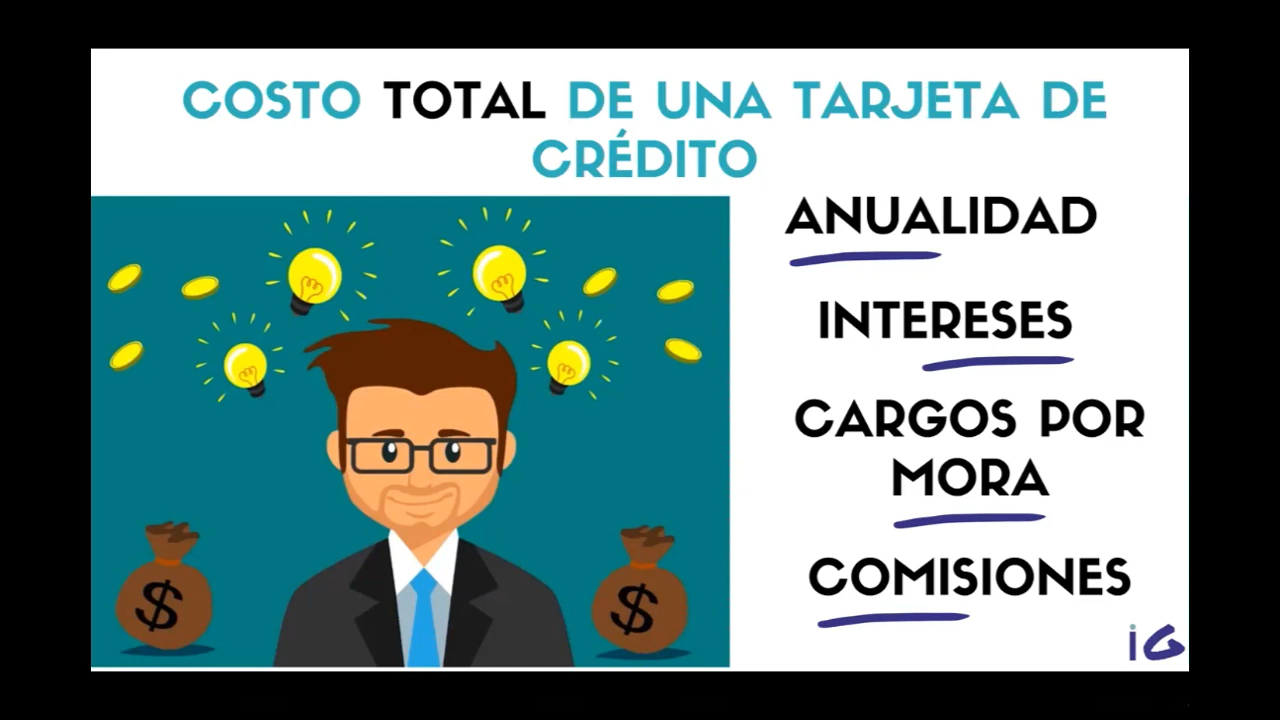 COSTO TOTAL DE UNA TARJETA DE
CRÉDITO
ANUALIDAD
INTERESES
CARGOS POR
MORA
COMISIONES
$
$
iG